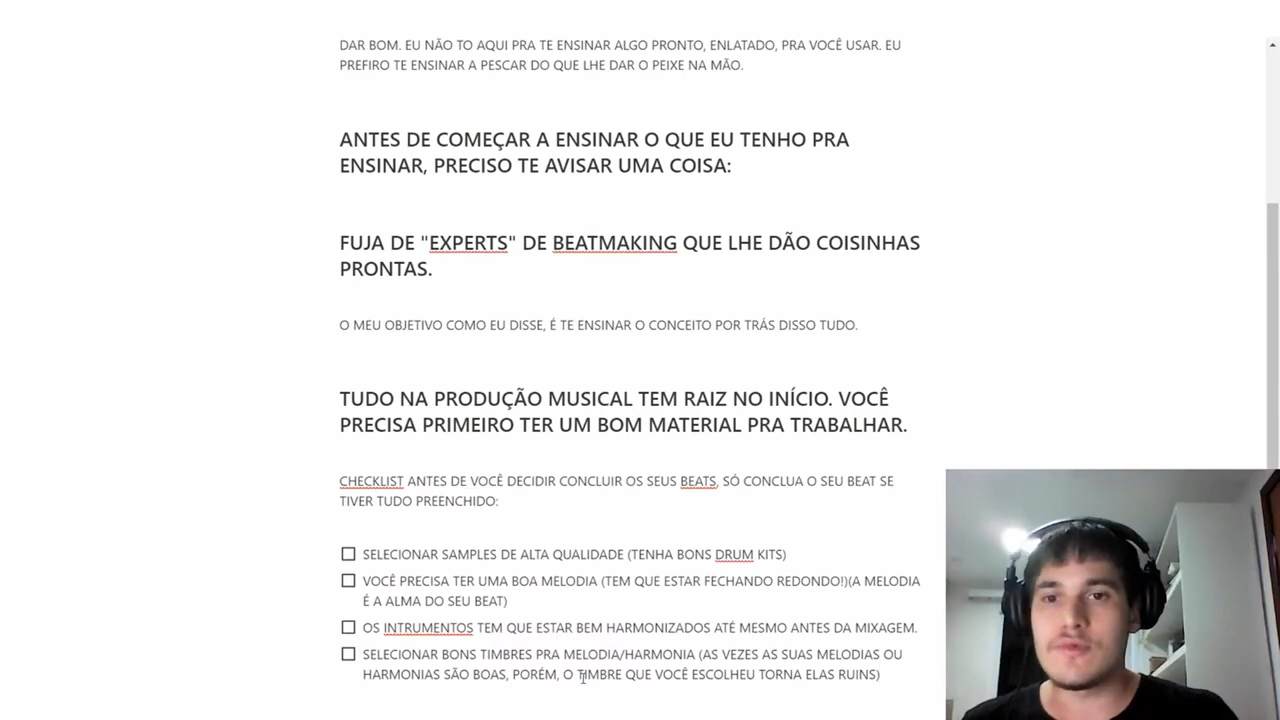 DAR BOM. EU NÃO TO AQUI PRA TE ENSINAR ALGO PRONTO, ENLATADO, PRA VOCÊ USAR. EU
PREFIRO TE ENSINAR A PESCAR DO QUE LHE DAR O PEIXE NA MÃO.
ANTES DE COMEÇAR A ENSINAR O QUE EU TENHO PRA
ENSINAR, PRECISO TE AVISAR UMA COISA:
FUJA DE "EXPERTS" DE BEATMAKING QUE LHE DÃO COISINHAS
PRONTAS.
O MEU OBJETIVO COMO EU DISSE, É TE ENSINAR O CONCEITO POR TRÁS DISSO TUDO.
TUDO NA PRODUÇÃO MUSICAL TEM RAIZ NO INÍCIO. VOCÊ
PRECISA PRIMEIRO TER UM BOM MATERIAL PRA TRABALHAR.
CHECKLIST ANTES DE VOCÊ DECIDIR CONCLUIR OS SEUS BEATS, SÓ CONCLUA O SEU BEAT SE
TIVER TUDO PREENCHIDO:
SELECIONAR SAMPLES DE ALTA QUALIDADE (TENHA BONS DRUM KITS)
VOCÊ PRECISA TER UMA BOA MELODIA (TEM QUE ESTAR FECHANDO REDONDO!)(A MELODIA
É A ALMA DO SEU BEAT)
OS INTRUMENTOS TEM QUE ESTAR BEM HARMONIZADOS ATÉ MESMO ANTES DA MIXAGEM.
SELECIONAR BONS TIMBRES PRA MELODIA/HARMONIA (AS VEZES AS SUAS MELODIAS OU
HARMONIAS SÃO BOAS, PORÉM, O TIMBRE QUE VOCÊ ESCOLHEU TORNA ELAS RUINS)